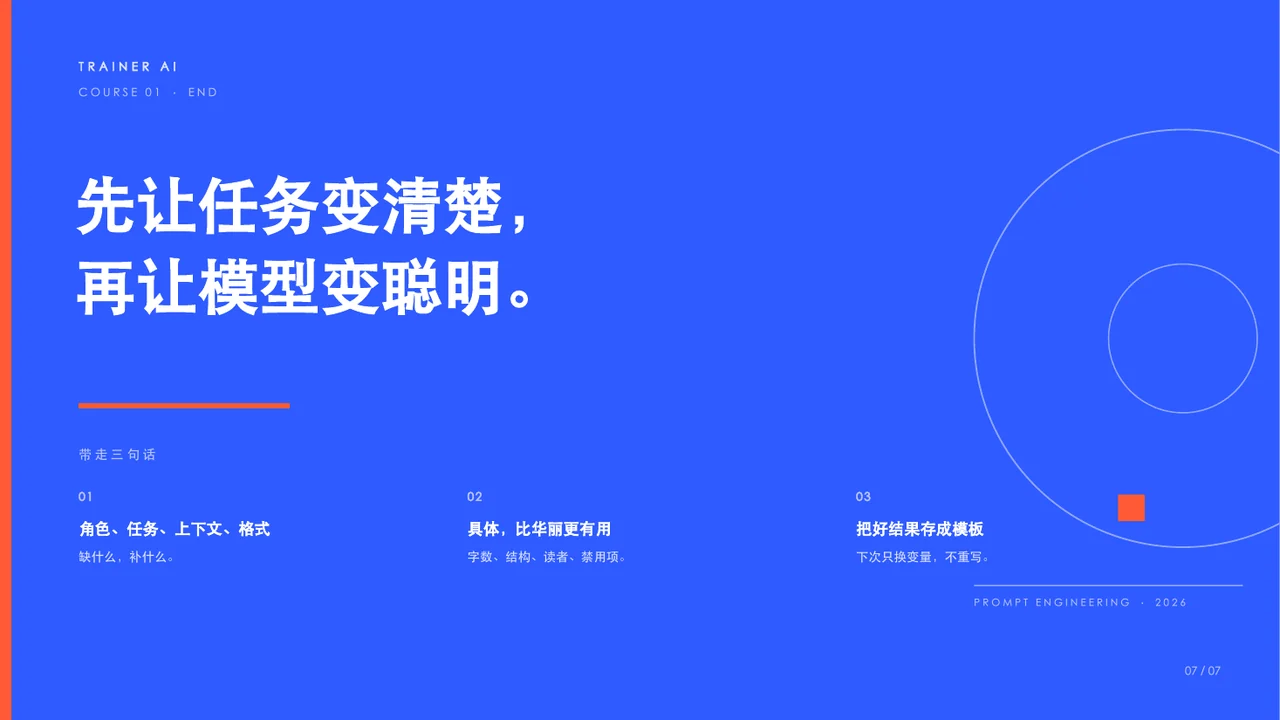 TRAINER AI
COURSE 01 · END
先让任务变清楚，
再让模型变聪明。
带走三句话
01
角色、任务、上下文、格式
缺什么，补什么。
02
具体，比华丽更有用
字数、结构、读者、禁用项。
03
把好结果存成模板
下次只换变量，不重写。
PROMPT ENGINEERING · 2026
07 / 07